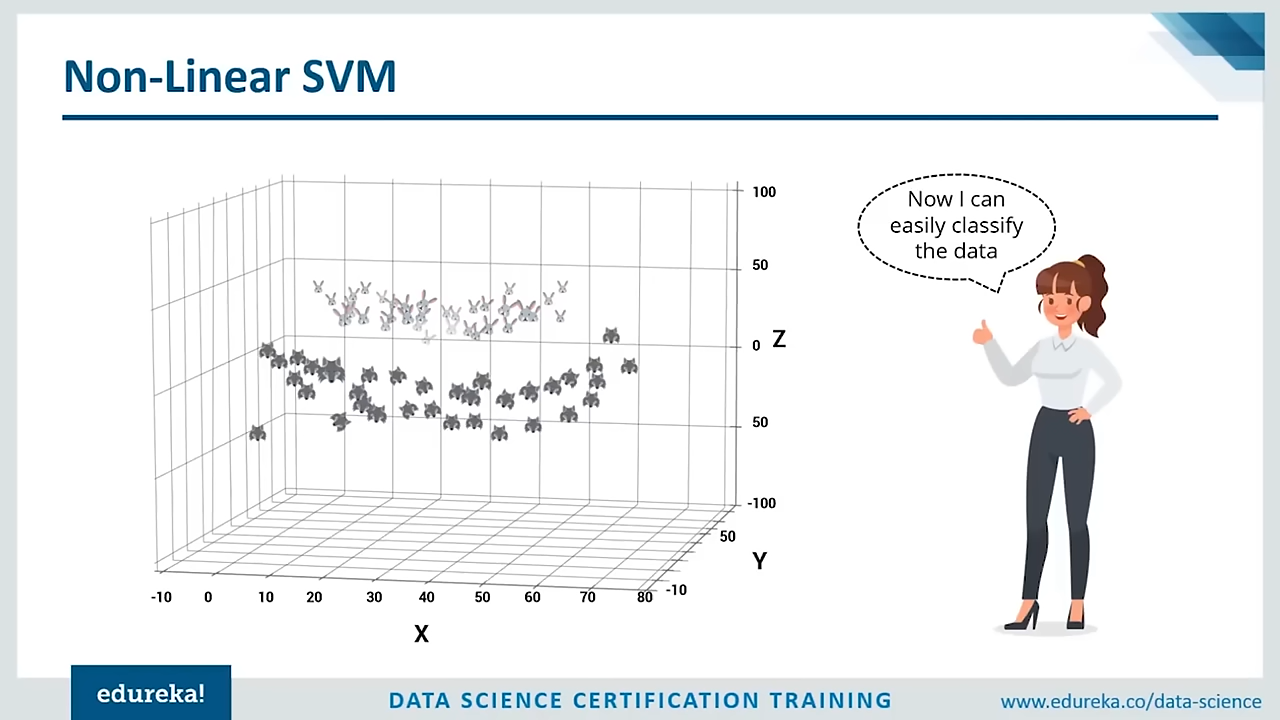 Non-Linear SVM
Now I can
easily classify
the data
100
50
0
Z
50
-100
50
Y
-10
-10 0 10 20 30 40 50 60 70 80
X
edureka!
DATA SCIENCE CERTIFICATION TRAINING
www.edureka.co/data-science